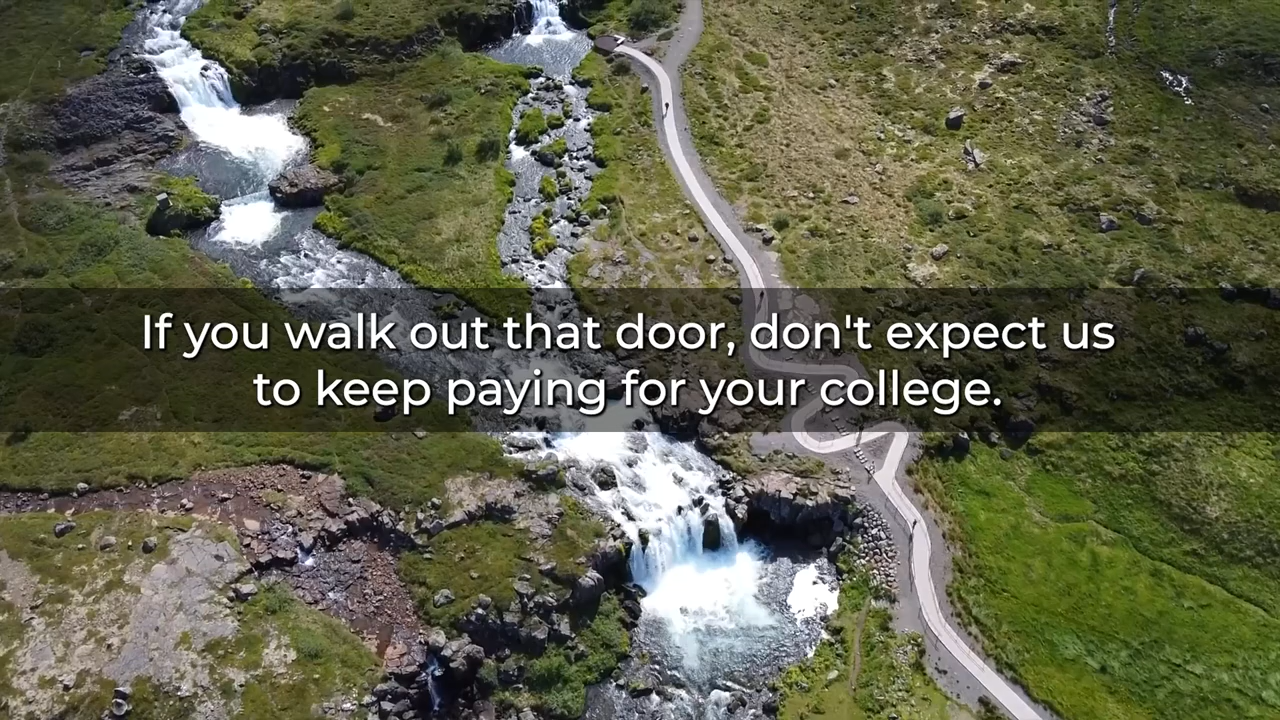 If you walk out that door, don't expect us
to keep paying for your college.